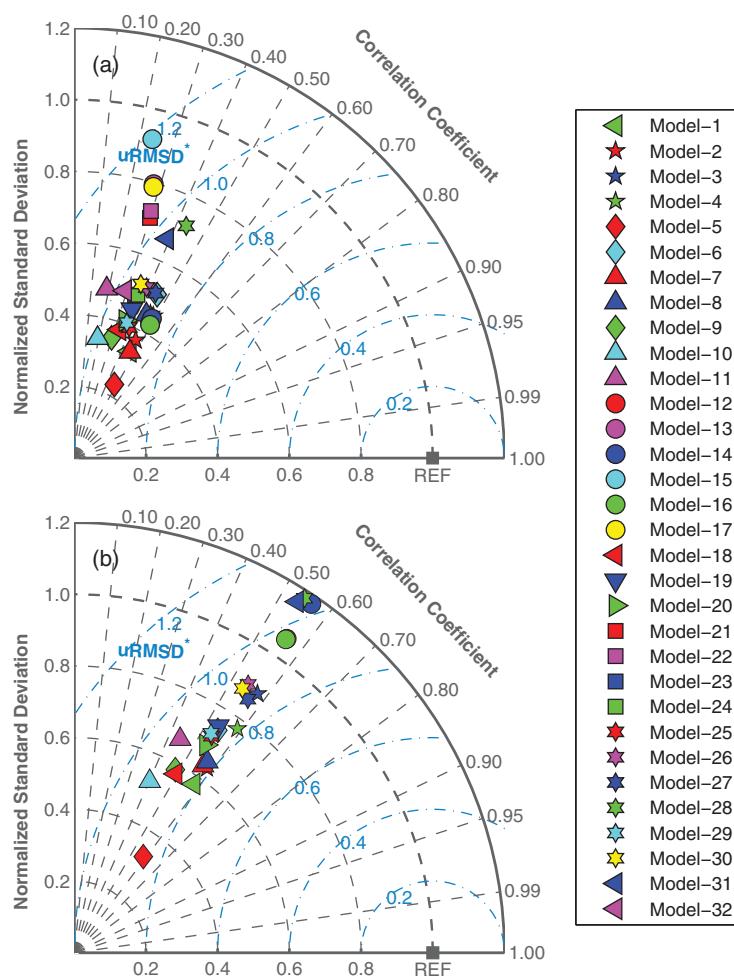 1.2
1.0
0.8
0.6
0.4
0.2
Normalized Standard Deviation
(a)
0.10
0.20
0.30
0.40
0.50
0.60
0.70
0.80
0.90
0.95
0.99
1.00
Correlation Coefficient
1.2
uRMSD*
1.0
0.8
0.6
0.4
0.2
0.2
0.4
0.6
0.8
REF
1.2
1.0
0.8
0.6
0.4
0.2
Normalized Standard Deviation
(b)
0.10
0.20
0.30
0.40
0.50
0.60
0.70
0.80
0.90
0.95
0.99
1.00
Correlation Coefficient
1.2
uRMSD*
1.0
0.8
0.6
0.4
0.2
0.2
0.4
0.6
0.8
REF
Model-1
Model-2
Model-3
Model-4
Model-5
Model-6
Model-7
Model-8
Model-9
Model-10
Model-11
Model-12
Model-13
Model-14
Model-15
Model-16
Model-17
Model-18
Model-19
Model-20
Model-21
Model-22
Model-23
Model-24
Model-25
Model-26
Model-27
Model-28
Model-29
Model-30
Model-31
Model-32